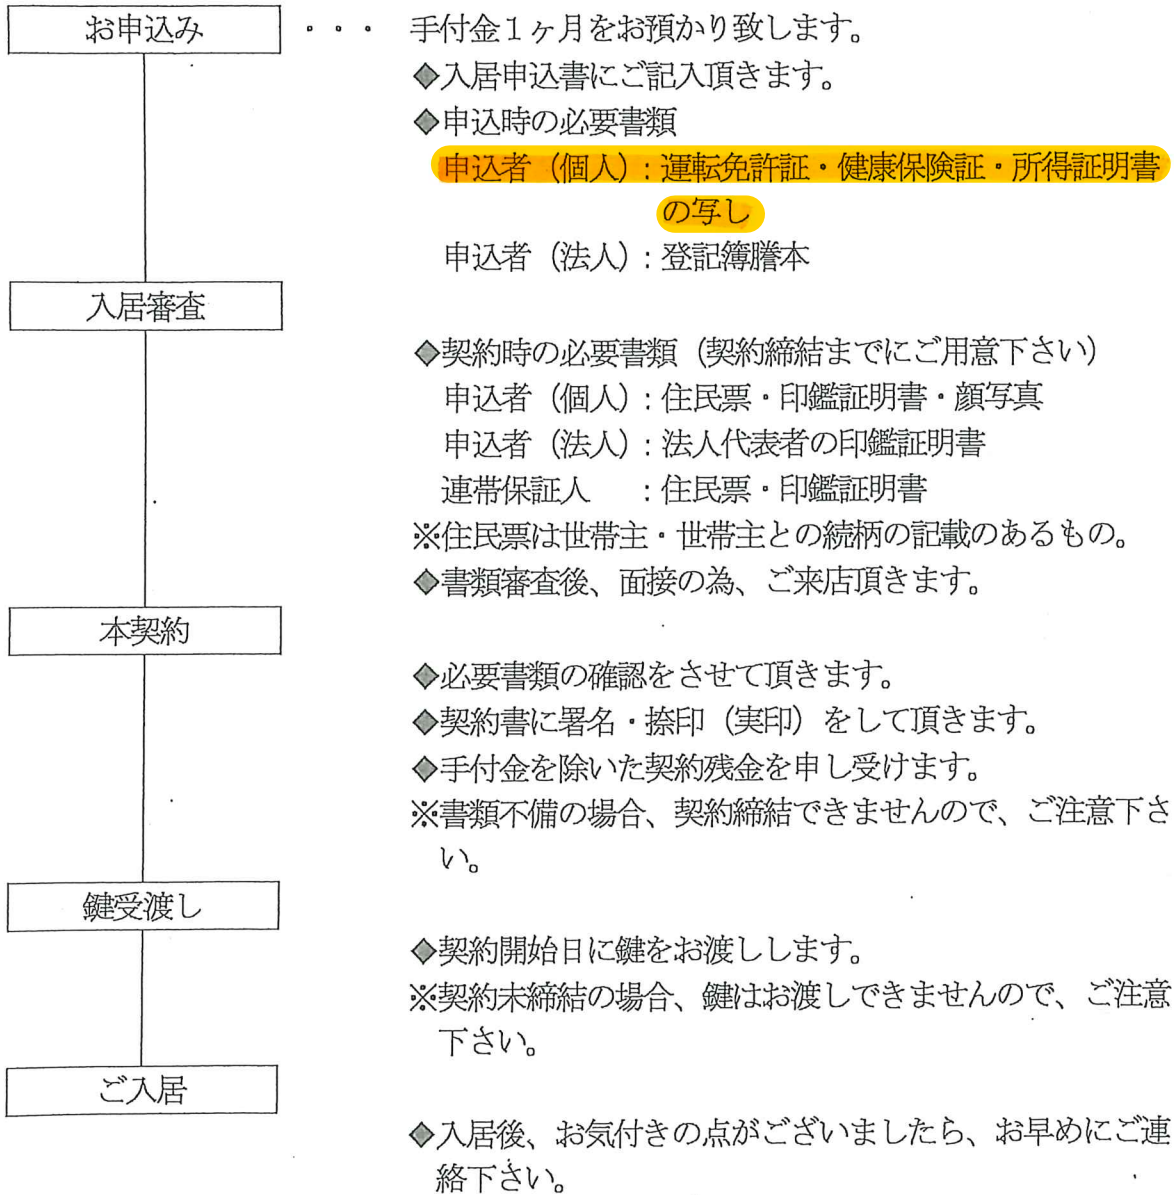 お申込み ・・・ 手付金１ヶ月をお預かり致します。
◆入居申込書にご記入頂きます。
◆申込時の必要書類
申込者（個人）：運転免許証・健康保険証・所得証明書
の写し
申込者（法人）：登記簿謄本
入居審査
◆契約時の必要書類（契約締結までにご用意下さい）
申込者（個人）：住民票・印鑑証明書・顔写真
申込者（法人）：法人代表者の印鑑証明書
連帯保証人　：住民票・印鑑証明書
※住民票は世帯主・世帯主との続柄の記載のあるもの。
◆書類審査後、面接の為、ご来店頂きます。
本契約
◆必要書類の確認をさせて頂きます。
◆契約書に署名・捺印（実印）をして頂きます。
◆手付金を除いた契約残金を申し受けます。
※書類不備の場合、契約締結できませんので、ご注意下さ
い。
鍵受渡し
◆契約開始日に鍵をお渡しします。
※契約未締結の場合、鍵はお渡しできませんので、ご注意
下さい。
ご入居
◆入居後、お気付きの点がございましたら、お早めにご連
絡下さい。